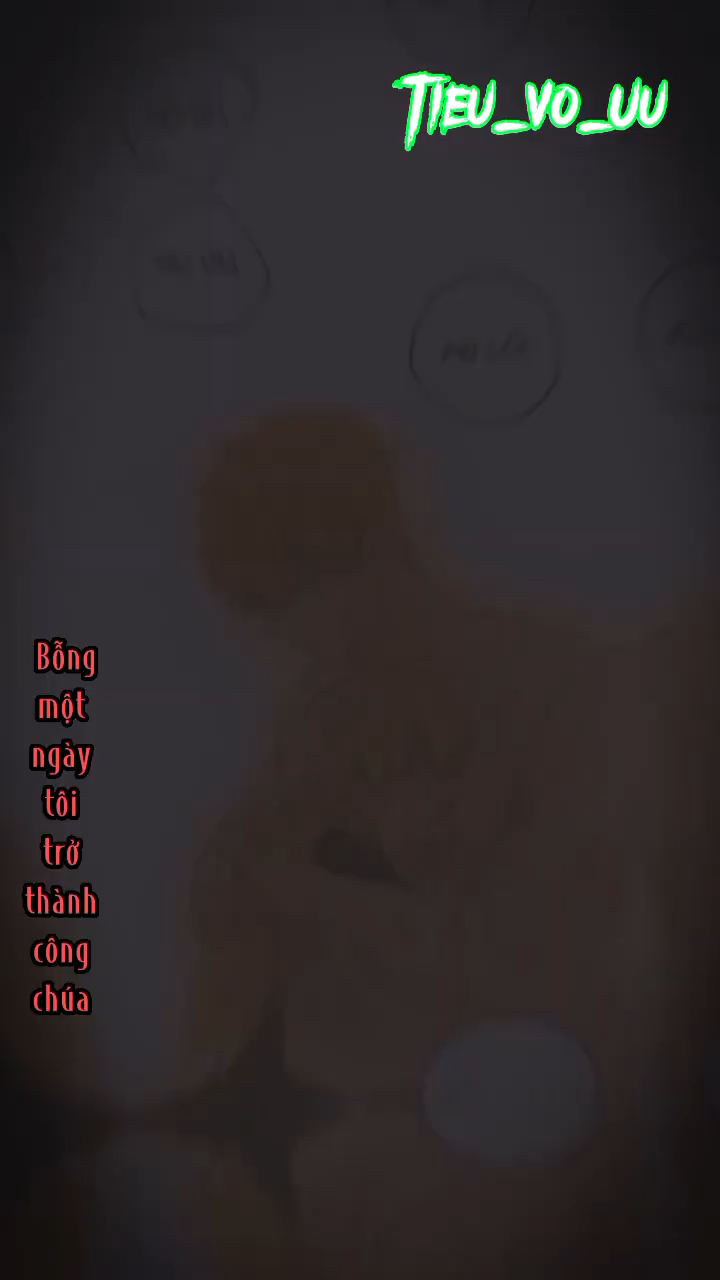 TIEU_VO_UU
Bỗng
một
ngày
tôi
trở
thành
công
chúa